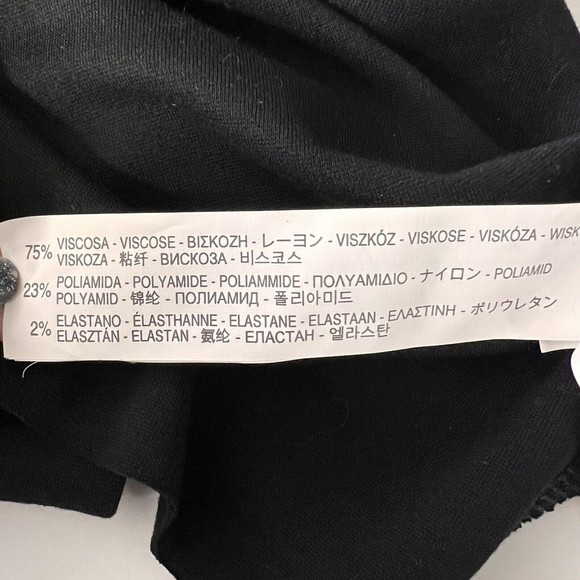 75% VISCOSA - VISCOSE - ΒΙΣΚΟΖΗ - レーヨン - VISZKÓZ - VISKOSE - VISKÓZA - WISK
VISKOZA - 粘纤 - ВИСКОЗА - 비스코스
23% POLIAMIDA - POLYAMIDE - POLIAMMIDE - ΠΟΛΥΑΜΙΔΙΟ - ナイロン - POLIAMID
POLYAMID - 锦纶 - ПОЛИАМИД - 폴리아미드
2% ELASTANO - ÉLASTHANNE - ELASTANE - ELASTAAN - ΕΛΑΣΤΙΝΗ - ポリウレタン
ELASZTÁN - ELASTAN - 氨纶 - ЕЛАСТАН - 엘라스탄